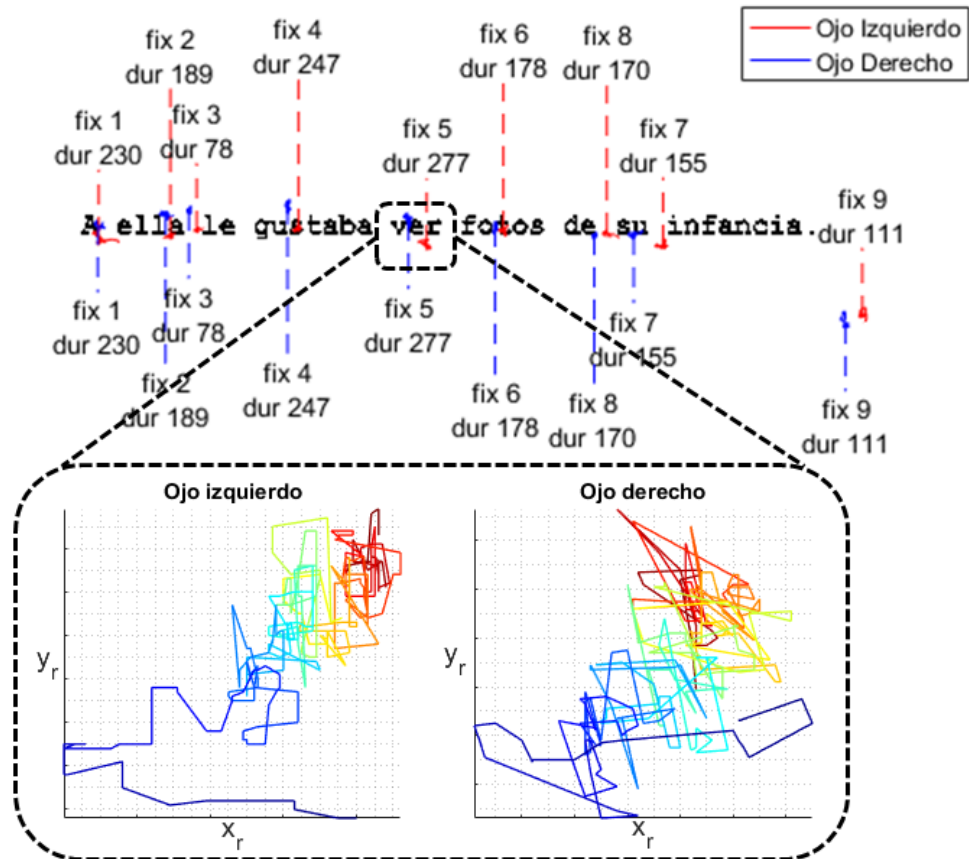 Ojo Izquierdo
Ojo Derecho
fix 1
dur 230
fix 2
dur 189
fix 3
dur 78
fix 4
dur 247
fix 5
dur 277
fix 6
dur 178
fix 8
dur 170
fix 7
dur 155
fix 9
dur 111
A ella le gustaba ver fotos de su infancia.
fix 1
dur 230
fix 2
dur 189
fix 3
dur 78
fix 4
dur 247
fix 5
dur 277
fix 6
dur 178
fix 8
dur 170
fix 7
dur 155
fix 9
dur 111
Ojo izquierdo
y_r
x_r
Ojo derecho
y_r
x_r